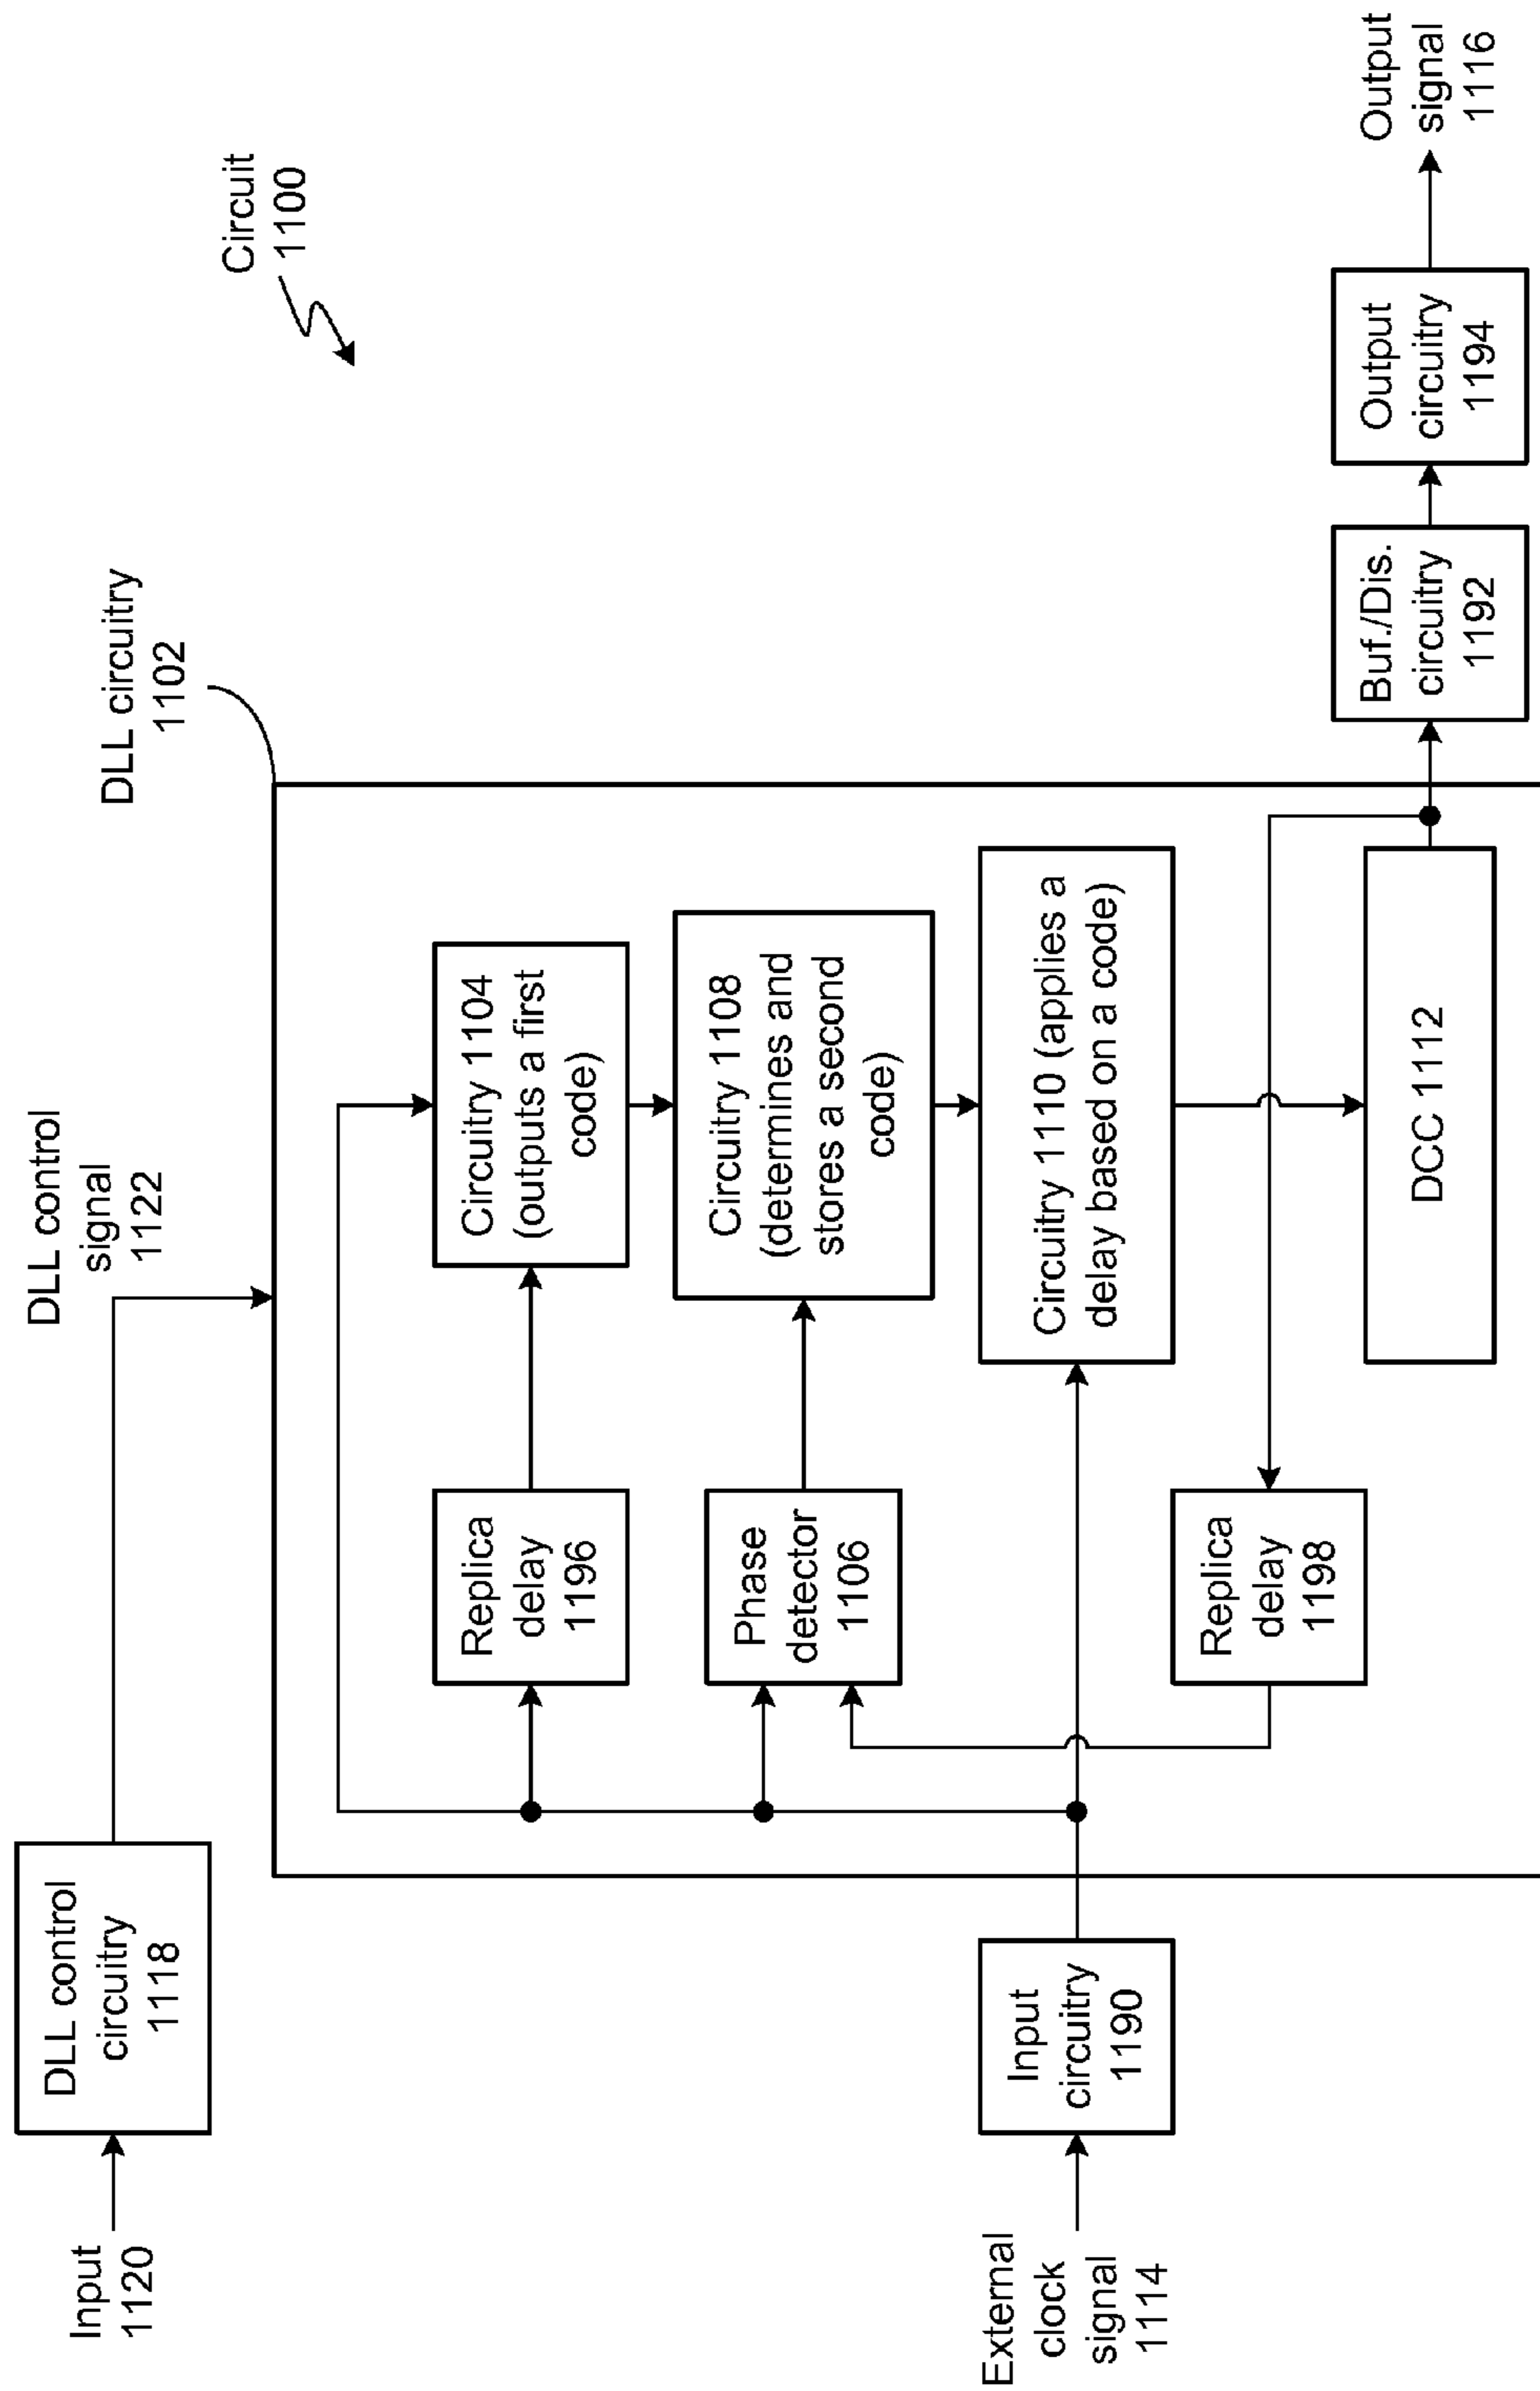 Circuit
1100
DLL control
signal
1122
DLL circuitry
1102
Input
1120
DLL control
circuitry
1118
Replica
delay
1196
Circuitry 1104
(outputs a first
code)
Phase
detector
1106
Circuitry 1108
(determines and
stores a second
code)
External
clock
signal
1114
Input
circuitry
1190
Circuitry 1110 (applies a
delay based on a code)
Replica
delay
1198
DCC 1112
Buf./Dis.
circuitry
1192
Output
circuitry
1194
Output
signal
1116